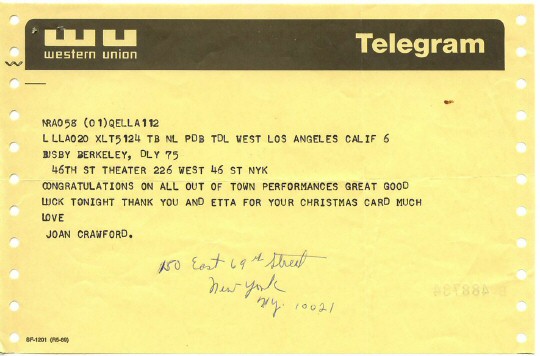 western union
Telegram
NRA058 (01)QELLA112
L LLA020 XLT5124 TB NL PDB TDL WEST LOS ANGELES CALIF 6
BUSBY BERKELEY, DLY 75
46TH ST THEATER 226 WEST 46 ST NYK
CONGRATULATIONS ON ALL OUT OF TOWN PERFORMANCES GREAT GOOD
LUCK TONIGHT THANK YOU AND ETTA FOR YOUR CHRISTMAS CARD MUCH
LOVE
JOAN CRAWFORD.
150 East 69th Street
New York
N.Y. 10021
SF-1201 (R5-69)